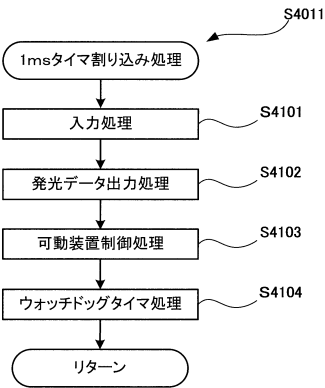 S4011
1msタイマ割り込み処理
入力処理
S4101
発光データ出力処理
S4102
可動装置制御処理
S4103
ウォッチドッグタイマ処理
S4104
リターン